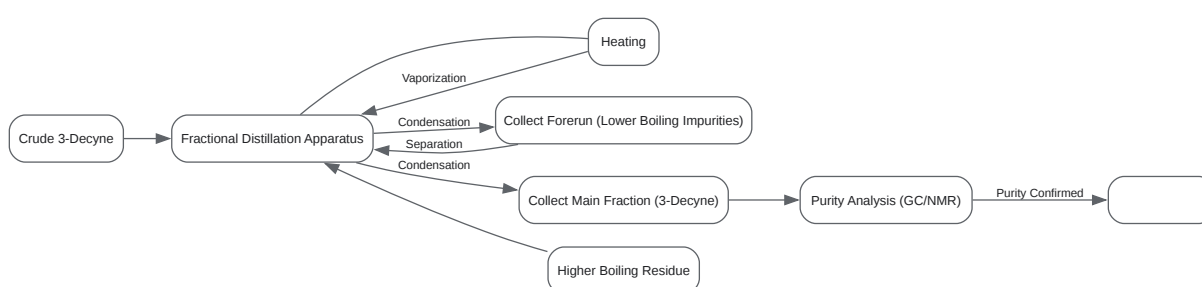 Heating
Vaporization
Crude 3-Decyne
Fractional Distillation Apparatus
Condensation
Collect Forerun (Lower Boiling Impurities)
Separation
Condensation
Collect Main Fraction (3-Decyne)
Purity Analysis (GC/NMR)
Purity Confirmed
Higher Boiling Residue